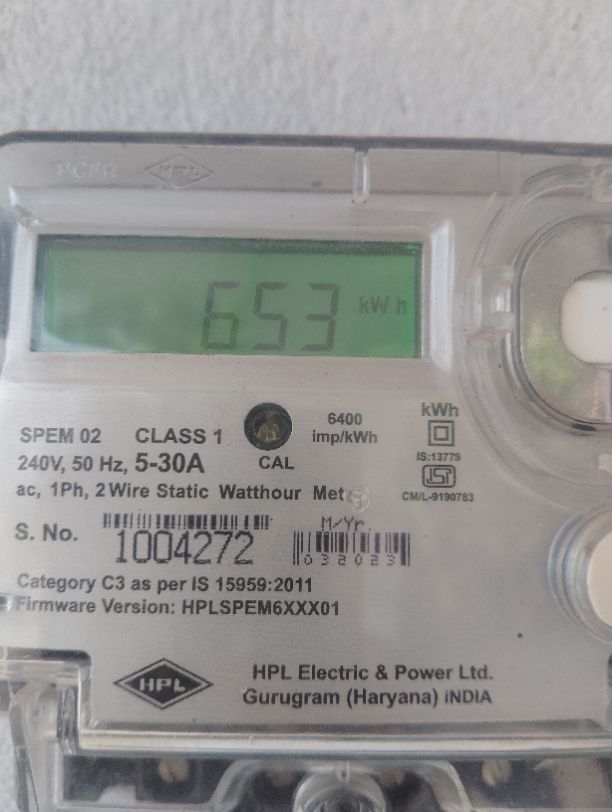 HPL
653 kWh
SPEM 02 CLASS 1
6400
imp/kWh
kWh
240V, 50 Hz, 5-30A
CAL
IS:13779
ISI
CM/L-9190783
ac, 1Ph, 2 Wire Static Watthour Met
S. No.
1004272
M/Yr.
032023
Category C3 as per IS 15959:2011
Firmware Version: HPLSPEM6XXX01
HPL
HPL Electric & Power Ltd.
Gurugram (Haryana) INDIA